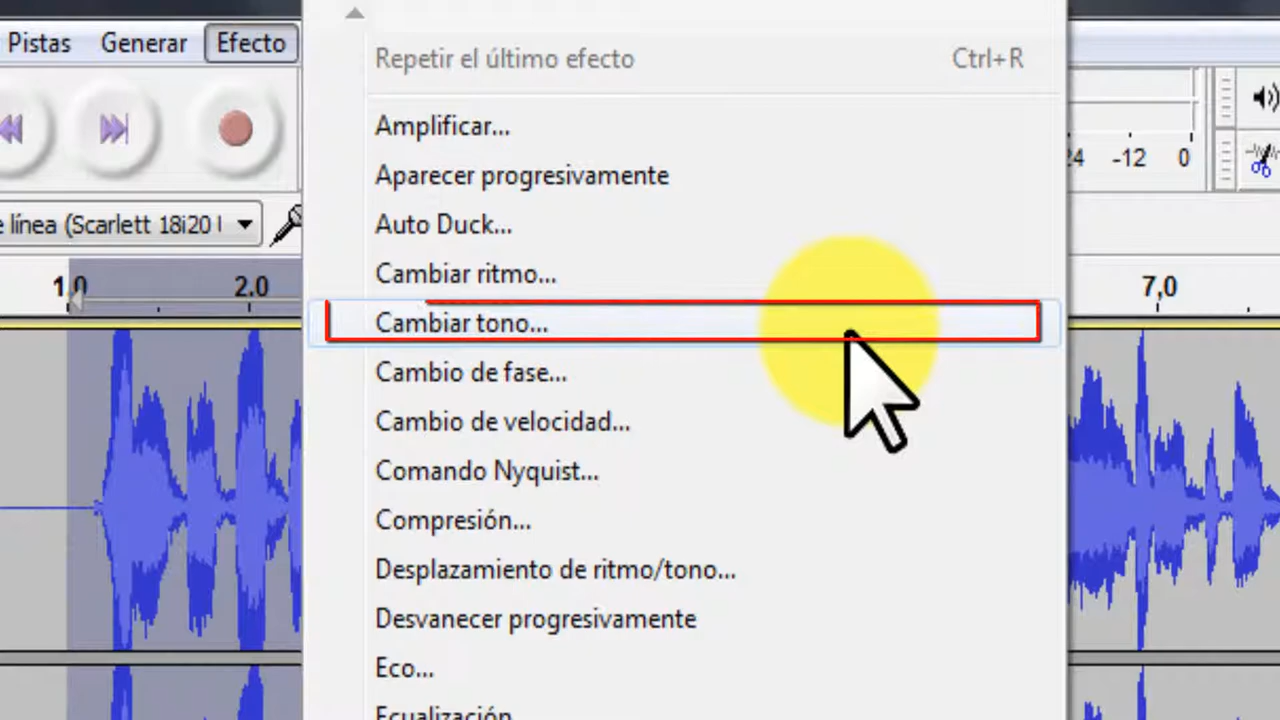 Pistas Generar Efecto
Repetir el último efecto Ctrl+R
Amplificar...
Aparecer progresivamente
-12 0
Auto Duck...
línea (Scarlett 18i20
Cambiar ritmo...
1,0 2.0 7,0
Cambiar tono...
Cambio de fase...
Cambio de velocidad...
Comando Nyquist...
Compresión...
Desplazamiento de ritmo/tono...
Desvanecer progresivamente
Eco...
Ecualización